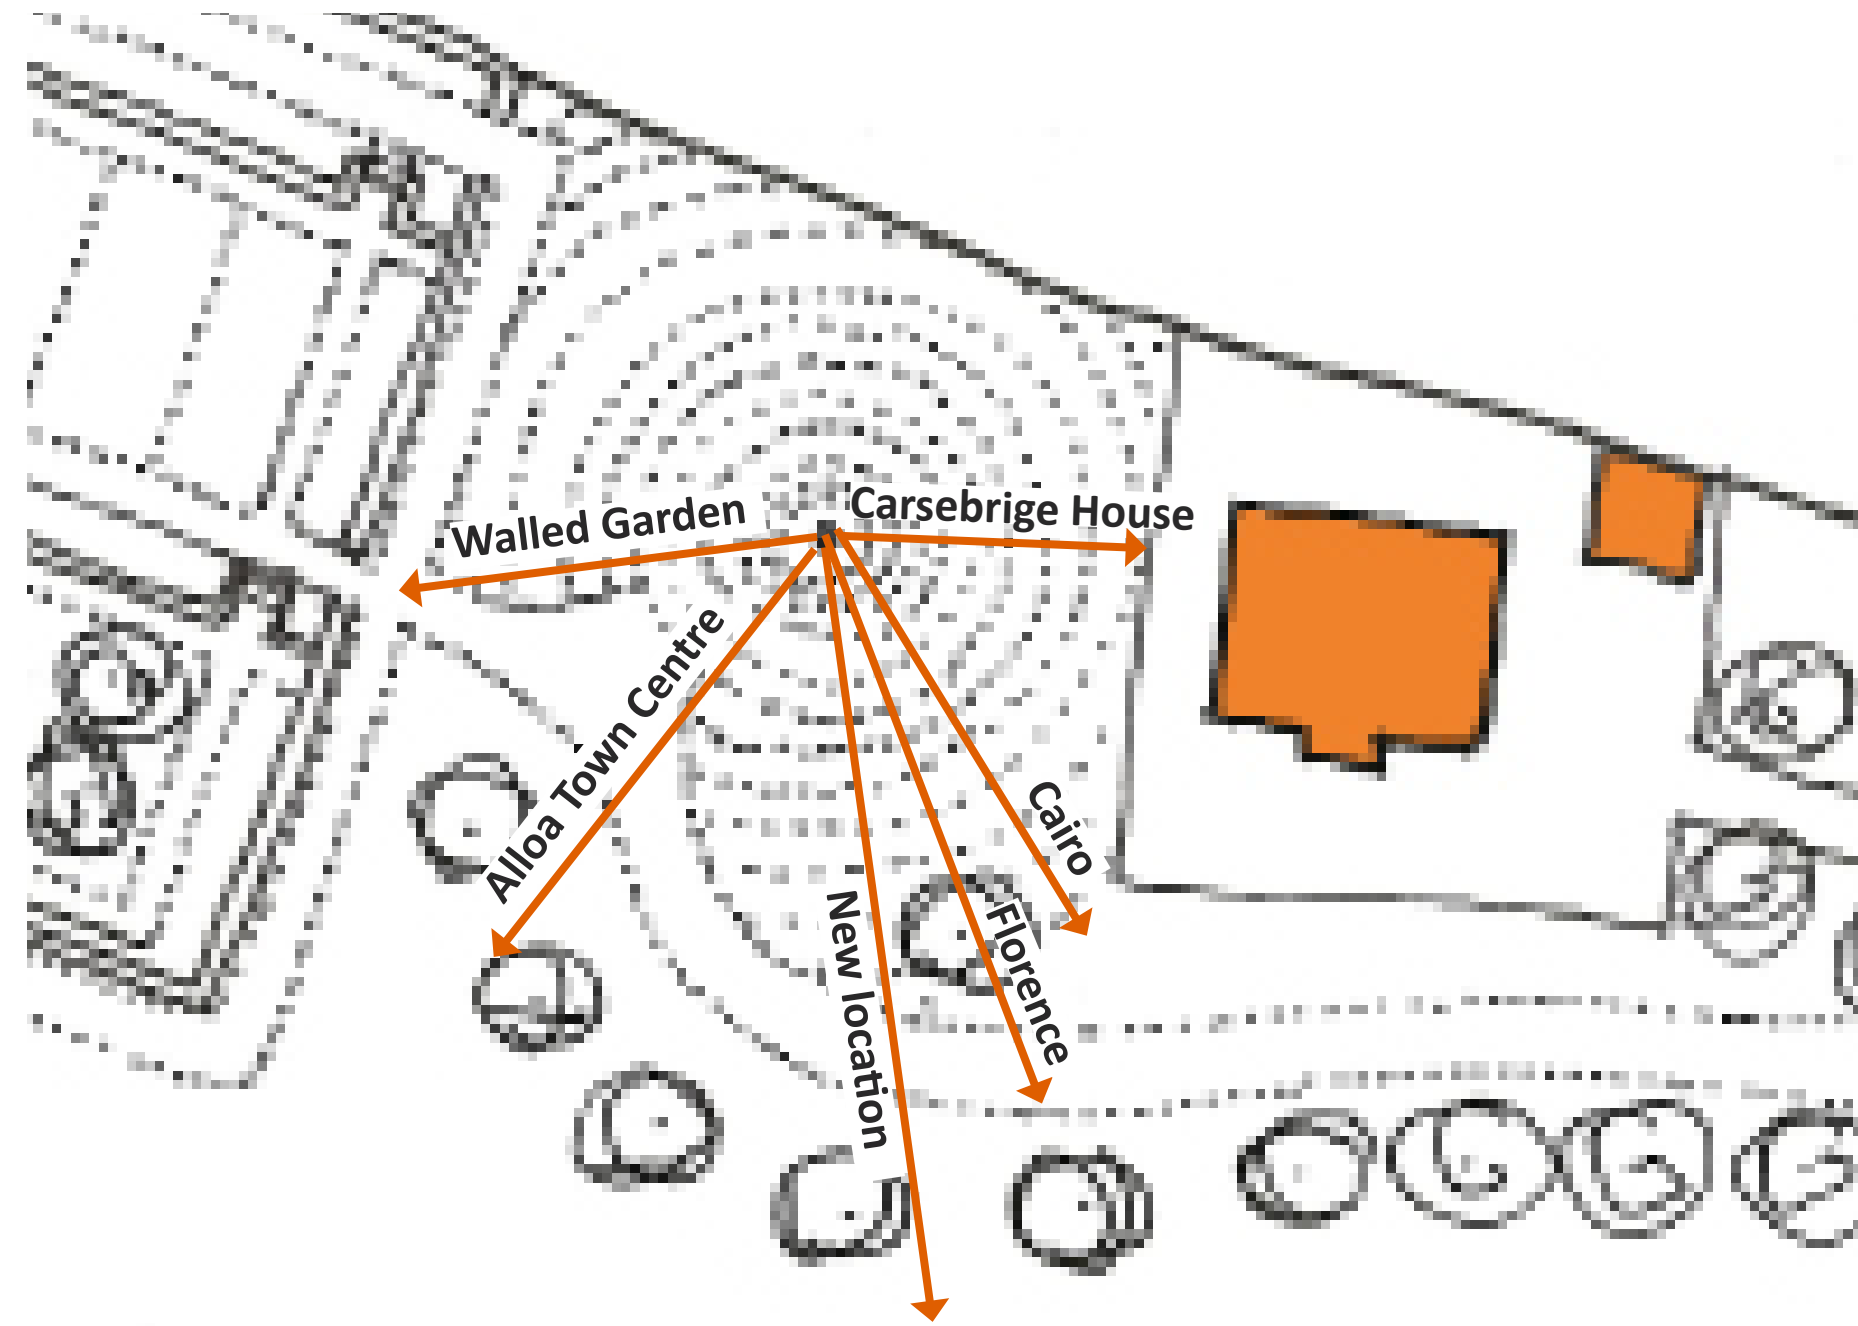 Walled Garden
Carsebrige House
Alloa Town Centre
Cairo
Florence
New location